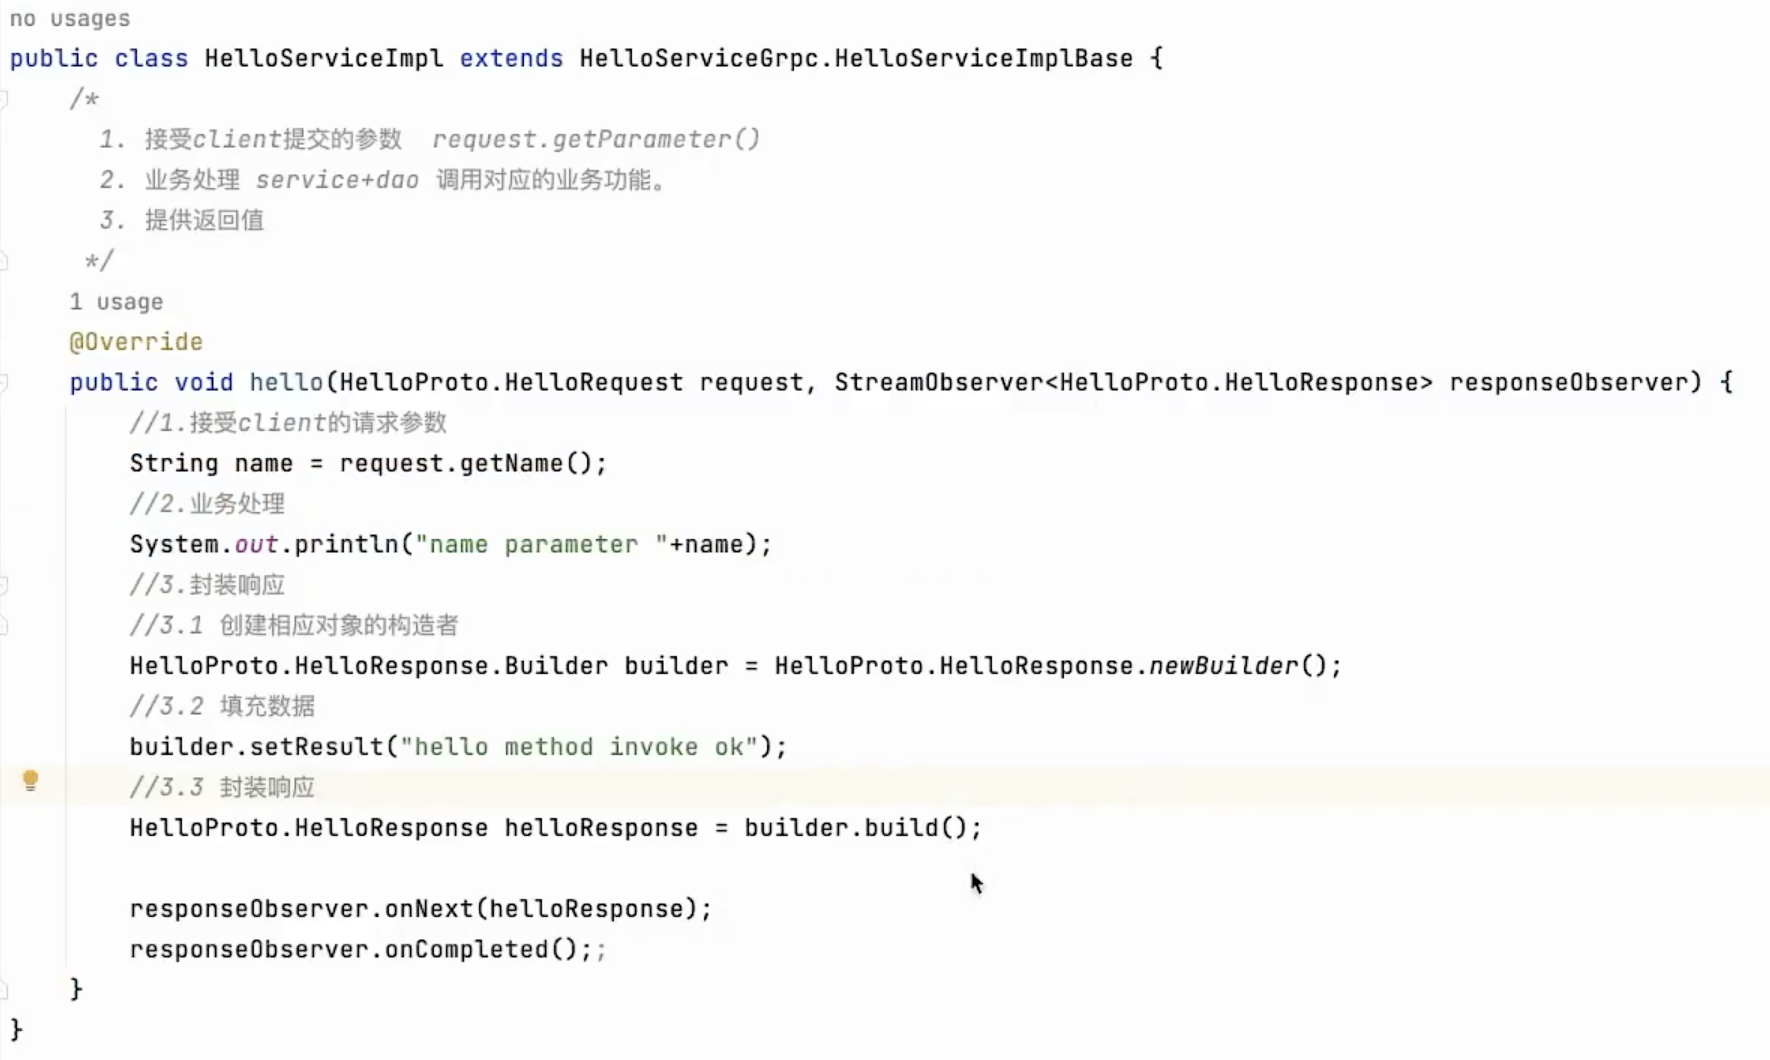 no usages
public class HelloServiceImpl extends HelloServiceGrpc.HelloServiceImplBase {
/*
1. 接受client提交的参数  request.getParameter()
2. 业务处理 service+dao 调用对应的业务功能。
3. 提供返回值
*/
1 usage
@Override
public void hello(HelloProto.HelloRequest request, StreamObserver<HelloProto.HelloResponse> responseObserver) {
//1.接受client的请求参数
String name = request.getName();
//2.业务处理
System.out.println("name parameter "+name);
//3.封装响应
//3.1 创建相应对象的构造者
HelloProto.HelloResponse.Builder builder = HelloProto.HelloResponse.newBuilder();
//3.2 填充数据
builder.setResult("hello method invoke ok");
//3.3 封装响应
HelloProto.HelloResponse helloResponse = builder.build();
responseObserver.onNext(helloResponse);
responseObserver.onCompleted();;
}
}